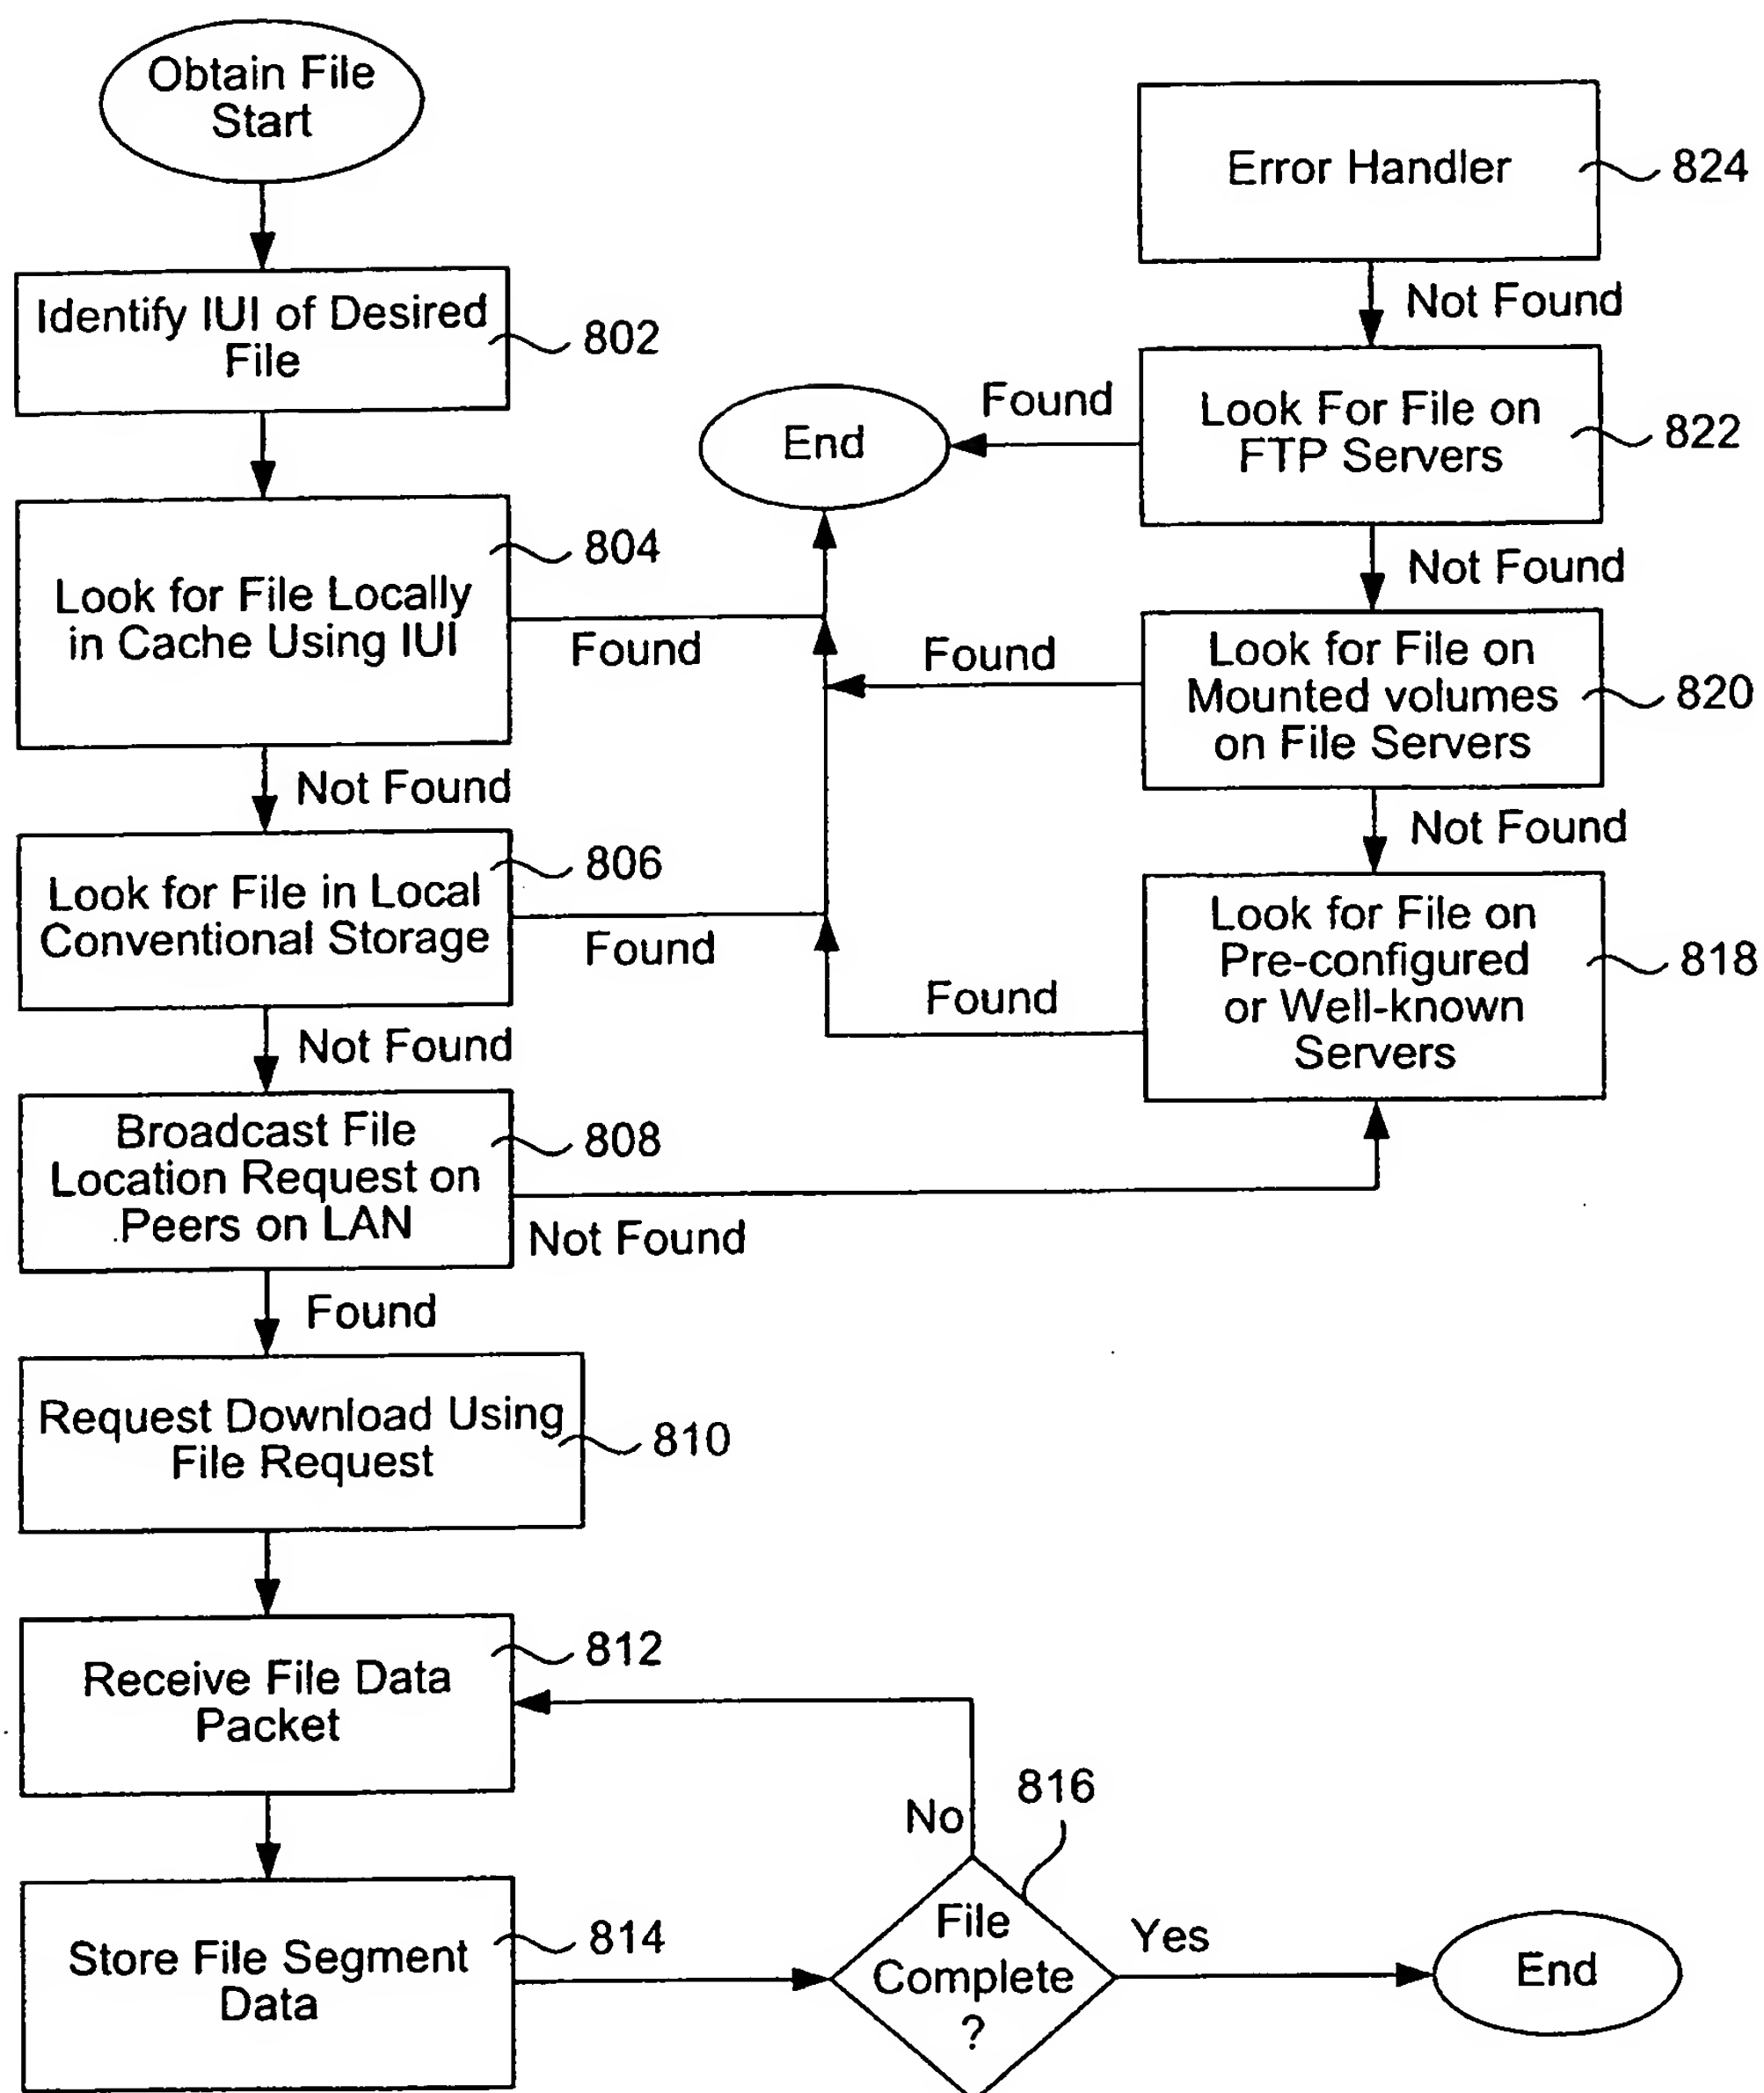 Obtain File
Start
Identify IUI of Desired
File
802
Look for File Locally
in Cache Using IUI
804
Found
Not Found
Look for File in Local
Conventional Storage
806
Found
Not Found
Broadcast File
Location Request on
Peers on LAN
808
Not Found
Found
Request Download Using
File Request
810
Receive File Data
Packet
812
Store File Segment
Data
814
File
Complete
?
816
No
Yes
End
Error Handler
824
Not Found
Look For File on
FTP Servers
822
Found
End
Not Found
Look for File on
Mounted volumes
on File Servers
820
Found
Not Found
Look for File on
Pre-configured
or Well-known
Servers
818
Found